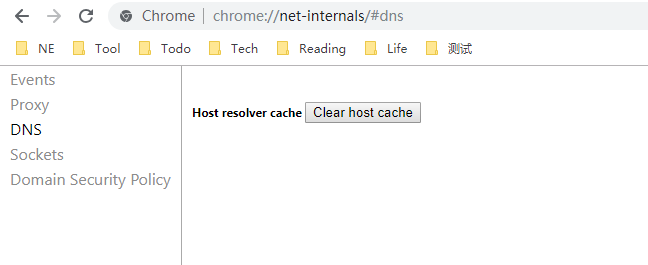 Chrome | chrome://net-internals/#dns
NE Tool Todo Tech Reading Life 测试
Events
Proxy
DNS
Sockets
Domain Security Policy
Host resolver cache Clear host cache